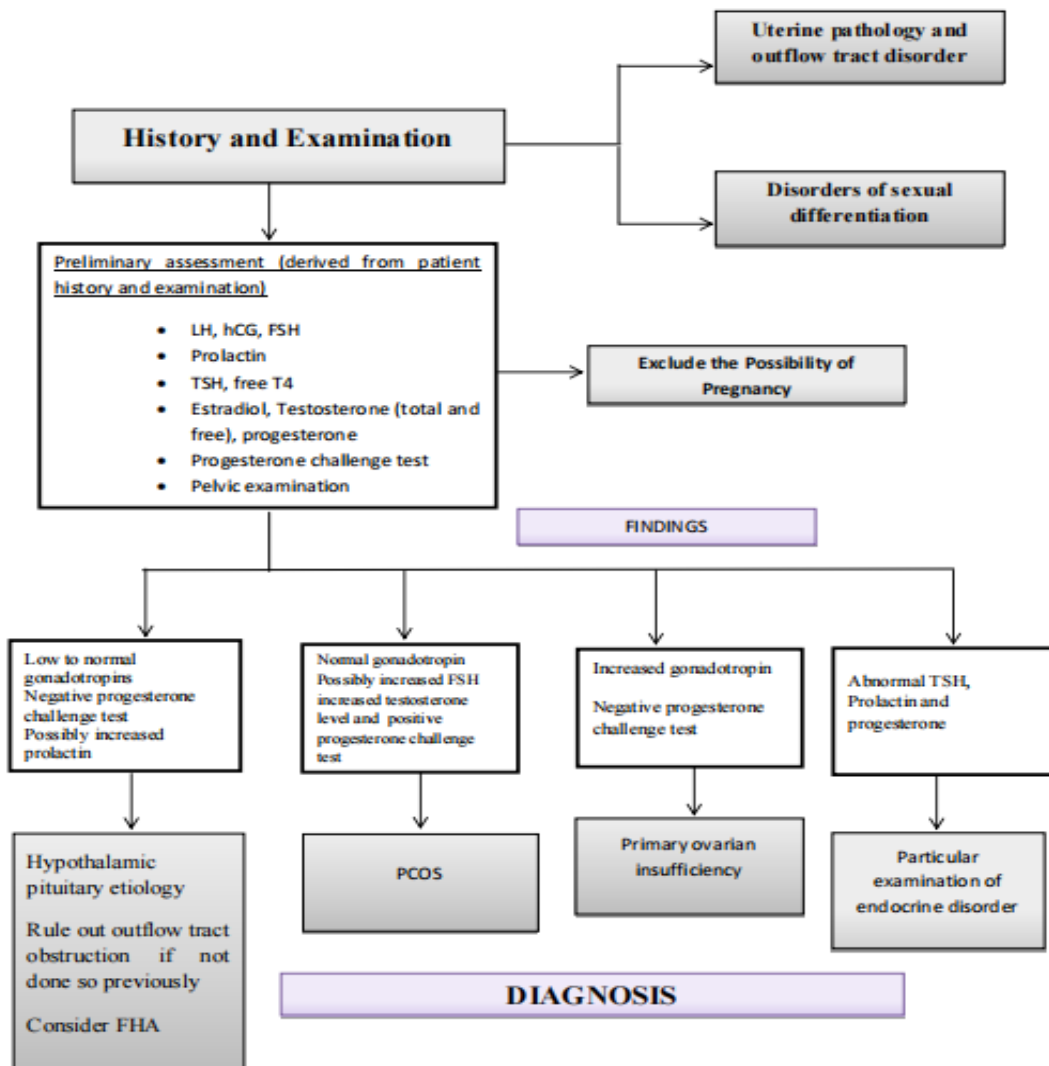 Uterine pathology and
outflow tract disorder
History and Examination
Disorders of sexual
differentiation
Preliminary assessment (derived from patient
history and examination)
• LH, hCG, FSH
• Prolactin
• TSH, free T4
• Estradiol, Testosterone (total and
free), progesterone
• Progesterone challenge test
• Pelvic examination
Exclude the Possibility of
Pregnancy
FINDINGS
Low to normal
gonadotropins
Negative progesterone
challenge test
Possibly increased
prolactin
Normal gonadotropin
Possibly increased FSH
increased testosterone
level and positive
progesterone challenge
test
Increased gonadotropin
Negative progesterone
challenge test
Abnormal TSH,
Prolactin and
progesterone
Hypothalamic
pituitary etiology
Rule out outflow tract
obstruction if not
done so previously
Consider FHA
PCOS
Primary ovarian
insufficiency
Particular
examination of
endocrine disorder
DIAGNOSIS